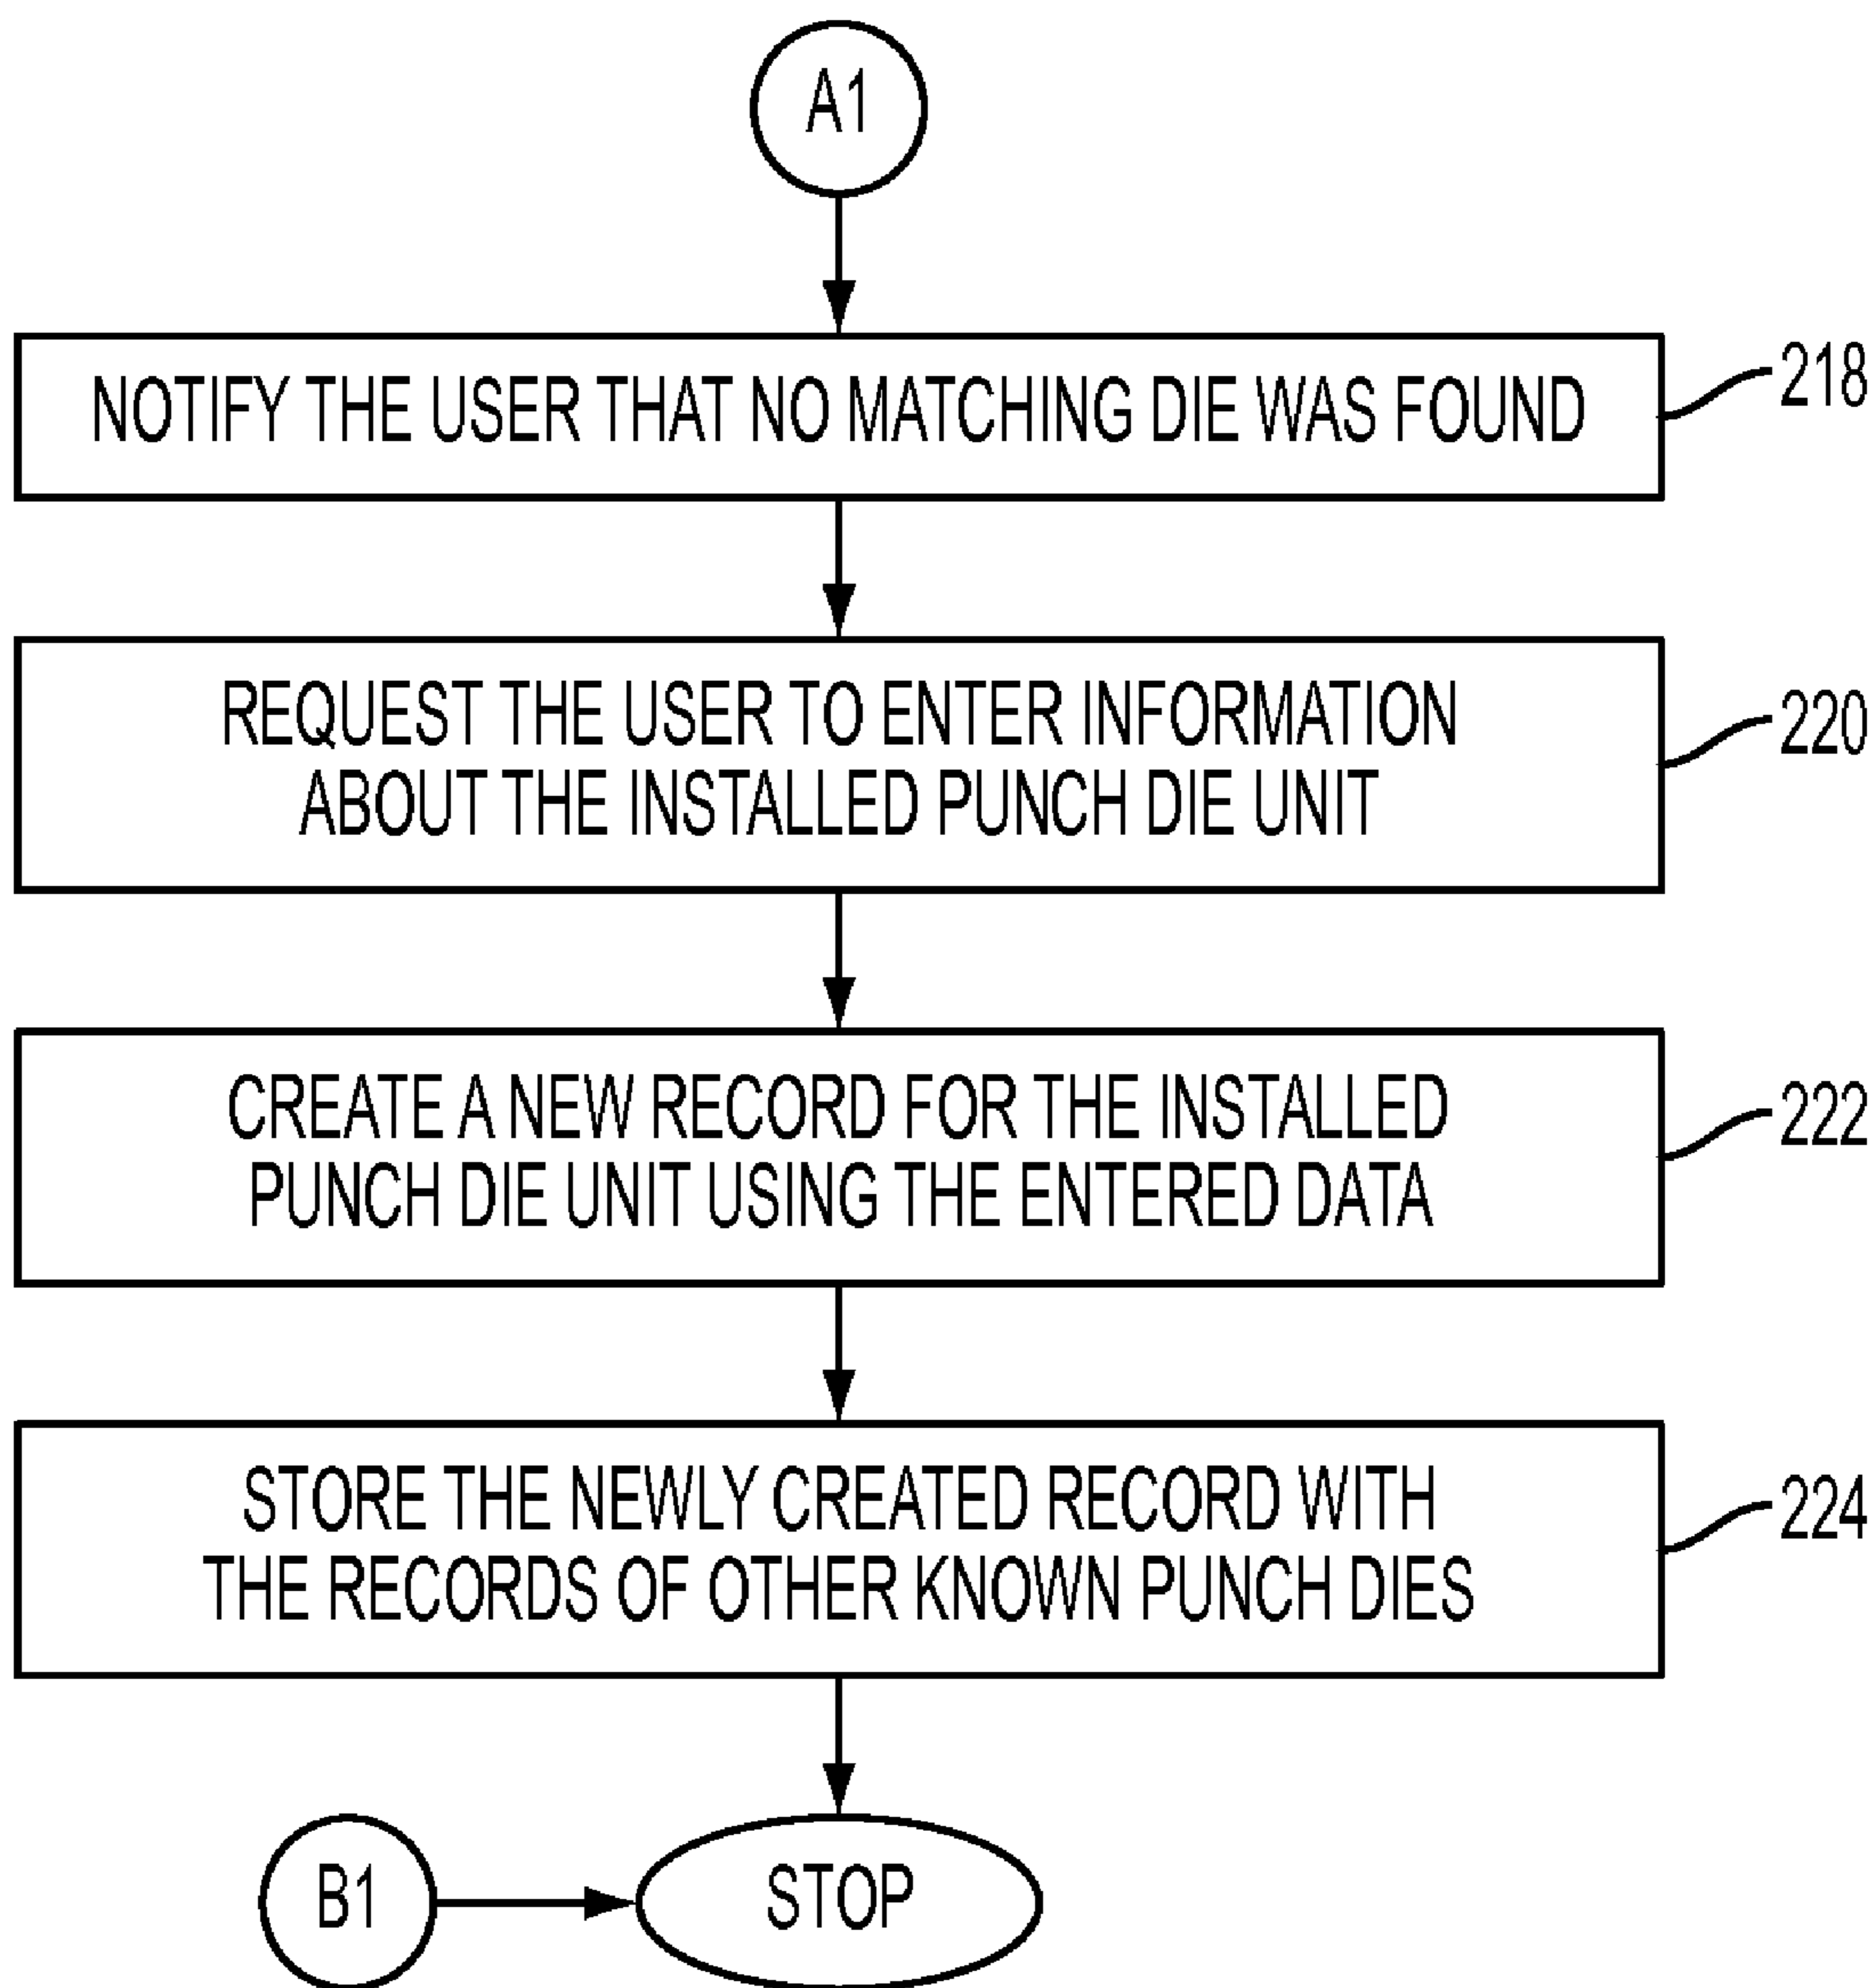 A1
NOTIFY THE USER THAT NO MATCHING DIE WAS FOUND
218
REQUEST THE USER TO ENTER INFORMATION
ABOUT THE INSTALLED PUNCH DIE UNIT
220
CREATE A NEW RECORD FOR THE INSTALLED
PUNCH DIE UNIT USING THE ENTERED DATA
222
STORE THE NEWLY CREATED RECORD WITH
THE RECORDS OF OTHER KNOWN PUNCH DIES
224
B1
STOP